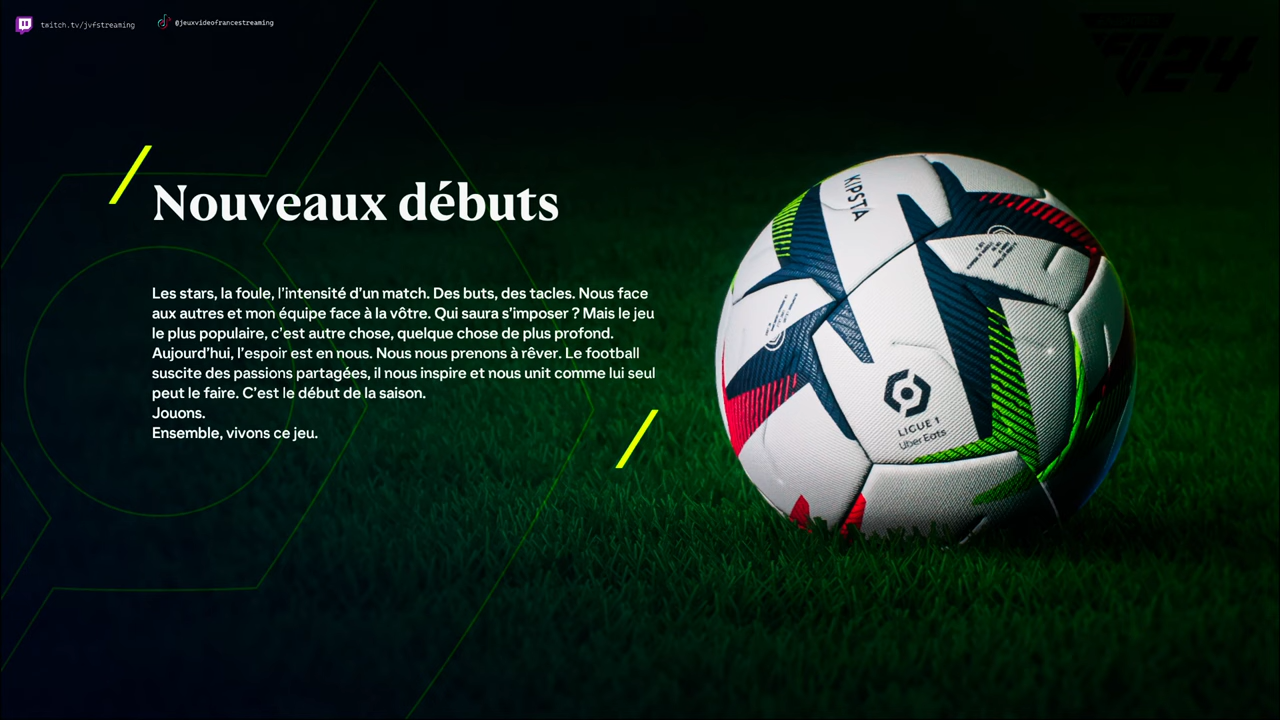 twitch.tv/jvfstreaming
@jeuxvideofrancestreaming
24
Nouveaux débuts
Les stars, la foule, l’intensité d’un match. Des buts, des tacles. Nous face
aux autres et mon équipe face à la vôtre. Qui saura s’imposer ? Mais le jeu
le plus populaire, c’est autre chose, quelque chose de plus profond.
Aujourd’hui, l’espoir est en nous. Nous nous prenons à rêver. Le football
suscite des passions partagées, il nous inspire et nous unit comme lui seul
peut le faire. C’est le début de la saison.
Jouons.
Ensemble, vivons ce jeu.
KIPSTA
LIGUE 1
Uber Eats